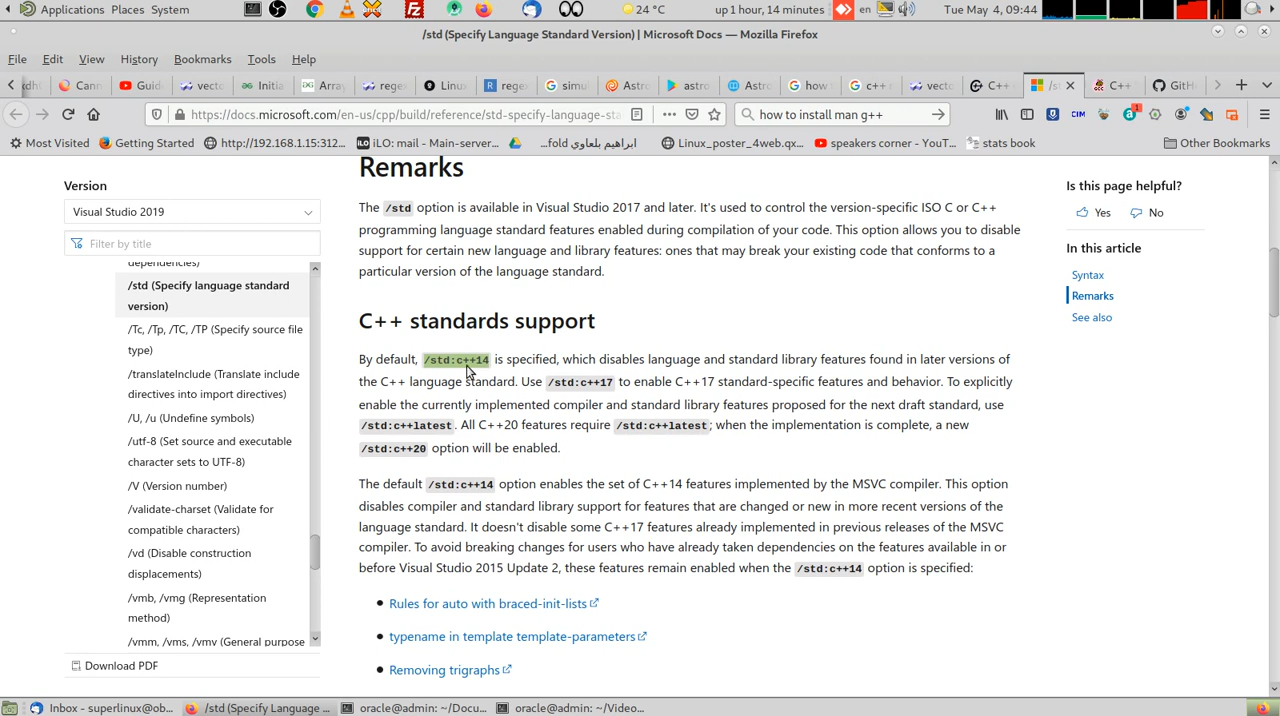 Applications Places System 24 °C up 1 hour, 14 minutes en Tue May 4, 09:44
/std (Specify Language Standard Version) | Microsoft Docs — Mozilla Firefox
File Edit View History Bookmarks Tools Help
Cann Guid vecto Initia Arra rege Linu rege simul Astro astro Astro how vecto C++ /s C++ GitH
https://docs.microsoft.com/en-us/cpp/build/reference/std-specify-language-sta how to install man g++ CIM 1
Most Visited Getting Started http://192.168.1.15:312... iLO: mail - Main-server... ابراهيم بلعاوي fold... Linux_poster_4web.qx... speakers corner - YouT... stats book Other Bookmarks
Remarks
Version
Visual Studio 2019
Filter by title
dependencies)
/std (Specify language standard
version)
/Tc, /Tp, /TC, /TP (Specify source file
type)
/translateInclude (Translate include
directives into import directives)
/U, /u (Undefine symbols)
/utf-8 (Set source and executable
character sets to UTF-8)
/V (Version number)
/validate-charset (Validate for
compatible characters)
/vd (Disable construction
displacements)
/vmb, /vmg (Representation
method)
/vmm, /vms, /vmv (General purpose
Download PDF
The /std option is available in Visual Studio 2017 and later. It's used to control the version-specific ISO C or C++
programming language standard features enabled during compilation of your code. This option allows you to disable
support for certain new language and library features: ones that may break your existing code that conforms to a
particular version of the language standard.
C++ standards support
By default, /std:c++14 is specified, which disables language and standard library features found in later versions of
the C++ language standard. Use /std:c++17 to enable C++17 standard-specific features and behavior. To explicitly
enable the currently implemented compiler and standard library features proposed for the next draft standard, use
/std:c++latest. All C++20 features require /std:c++latest; when the implementation is complete, a new
/std:c++20 option will be enabled.
The default /std:c++14 option enables the set of C++14 features implemented by the MSVC compiler. This option
disables compiler and standard library support for features that are changed or new in more recent versions of the
language standard. It doesn't disable some C++17 features already implemented in previous releases of the MSVC
compiler. To avoid breaking changes for users who have already taken dependencies on the features available in or
before Visual Studio 2015 Update 2, these features remain enabled when the /std:c++14 option is specified:
Rules for auto with braced-init-lists
typename in template template-parameters
Removing trigraphs
Is this page helpful?
Yes No
In this article
Syntax
Remarks
See also
Inbox - superlinux@ob... /std (Specify Language ... oracle@admin: ~/Docu... oracle@admin: ~/Video...